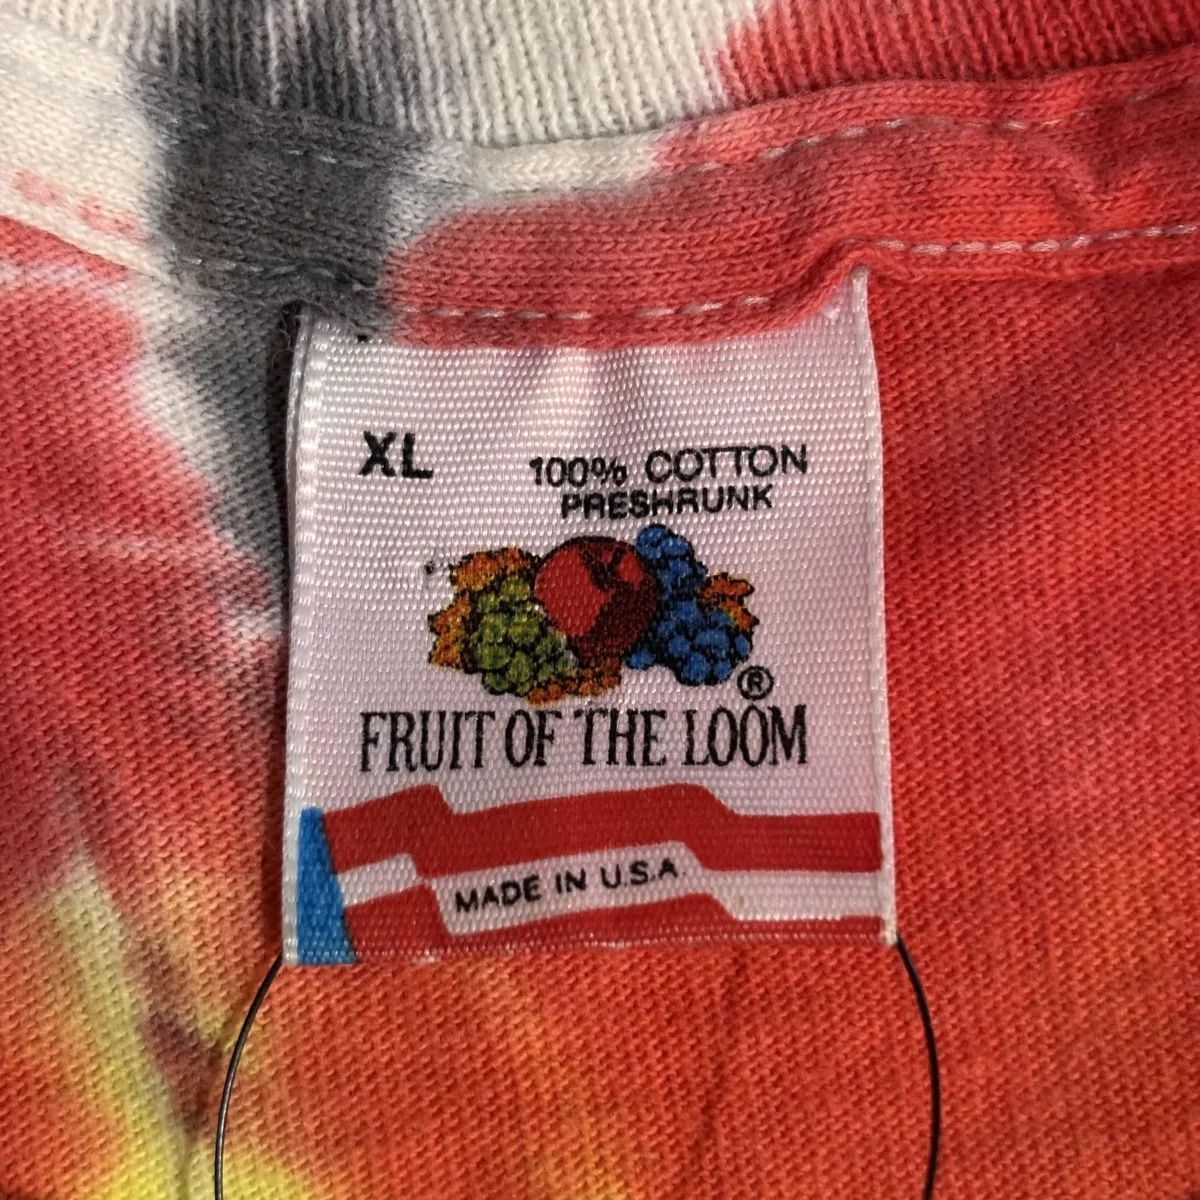 XL
100% COTTON
PRESHRUNK
®
FRUIT OF THE LOOM
MADE IN U.S.A.